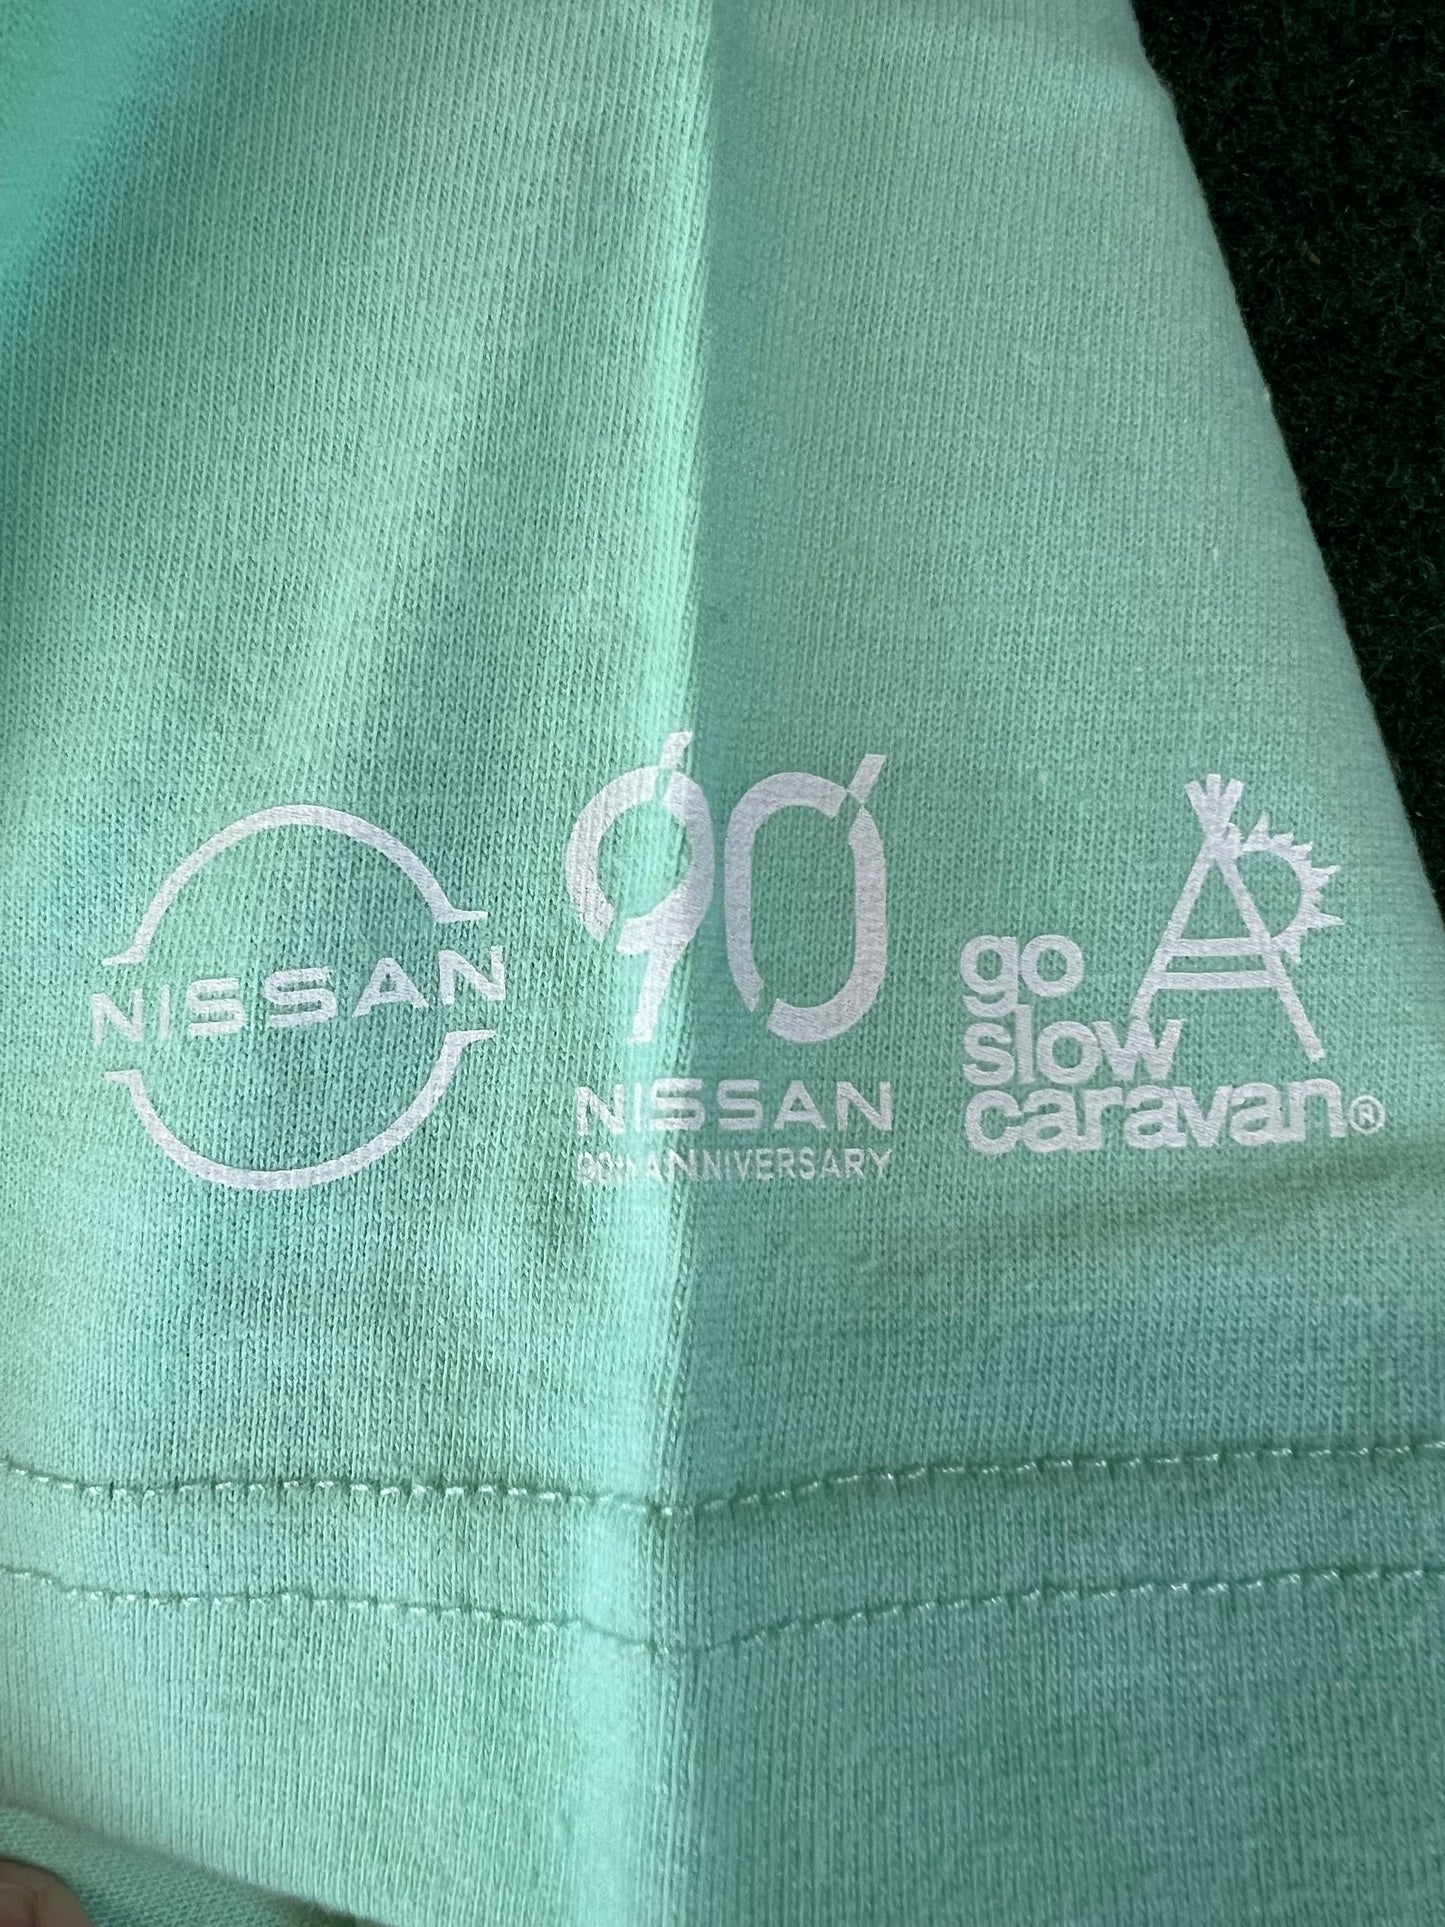 NISSAN
90
NISSAN
90th ANNIVERSARY
go
slow
caravan®